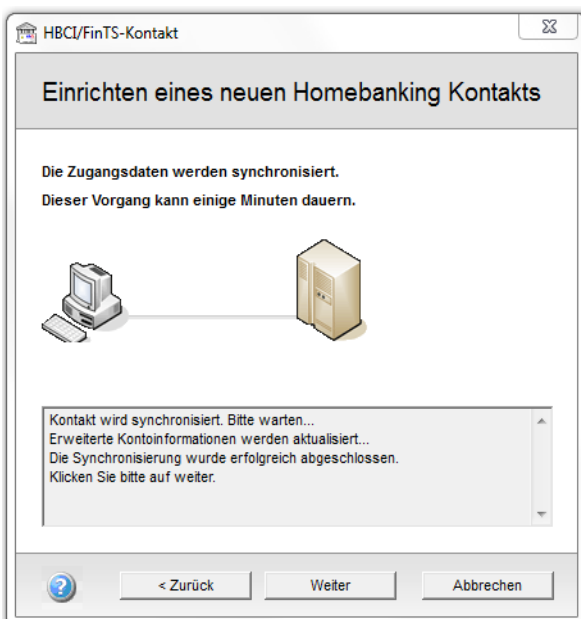 HBCI/FinTS-Kontakt
Einrichten eines neuen Homebanking Kontakts
Die Zugangsdaten werden synchronisiert.
Dieser Vorgang kann einige Minuten dauern.
Kontakt wird synchronisiert. Bitte warten...
Erweiterte Kontoinformationen werden aktualisiert...
Die Synchronisierung wurde erfolgreich abgeschlossen.
Klicken Sie bitte auf weiter.
< Zurück Weiter Abbrechen